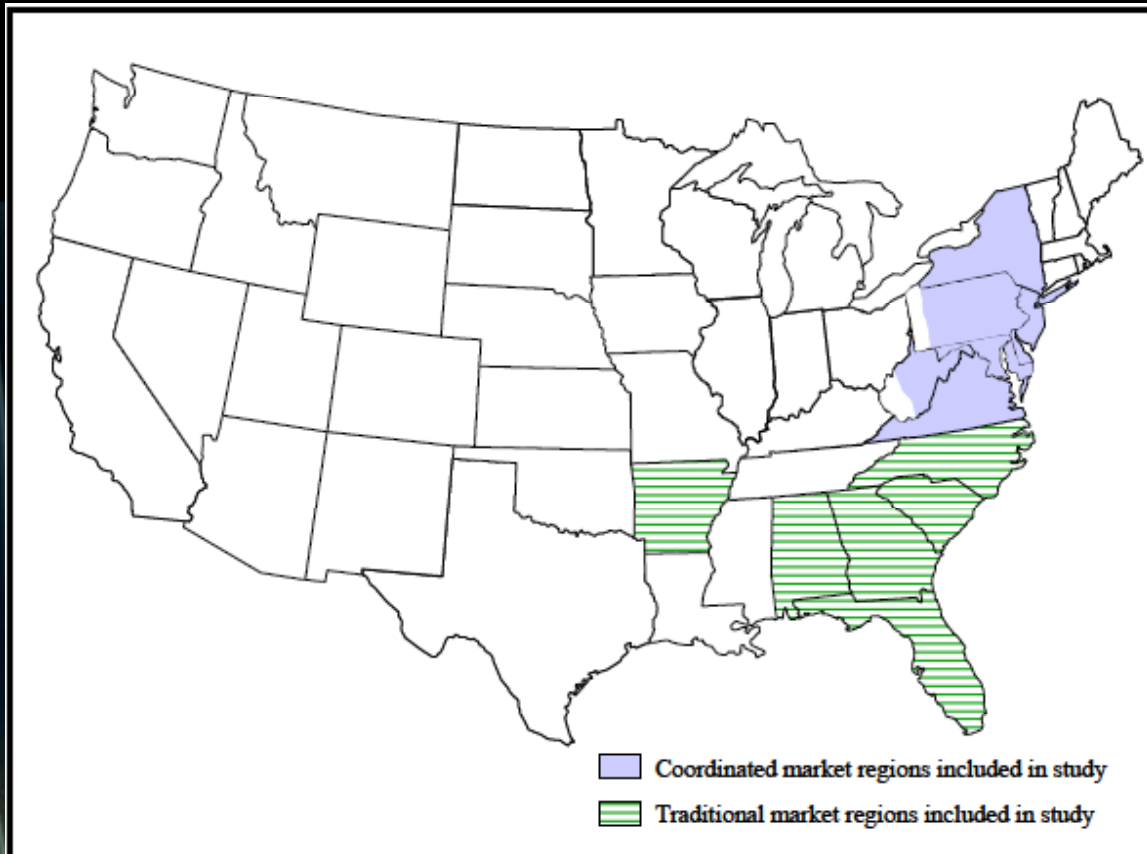 Coordinated market regions included in study
Traditional market regions included in study